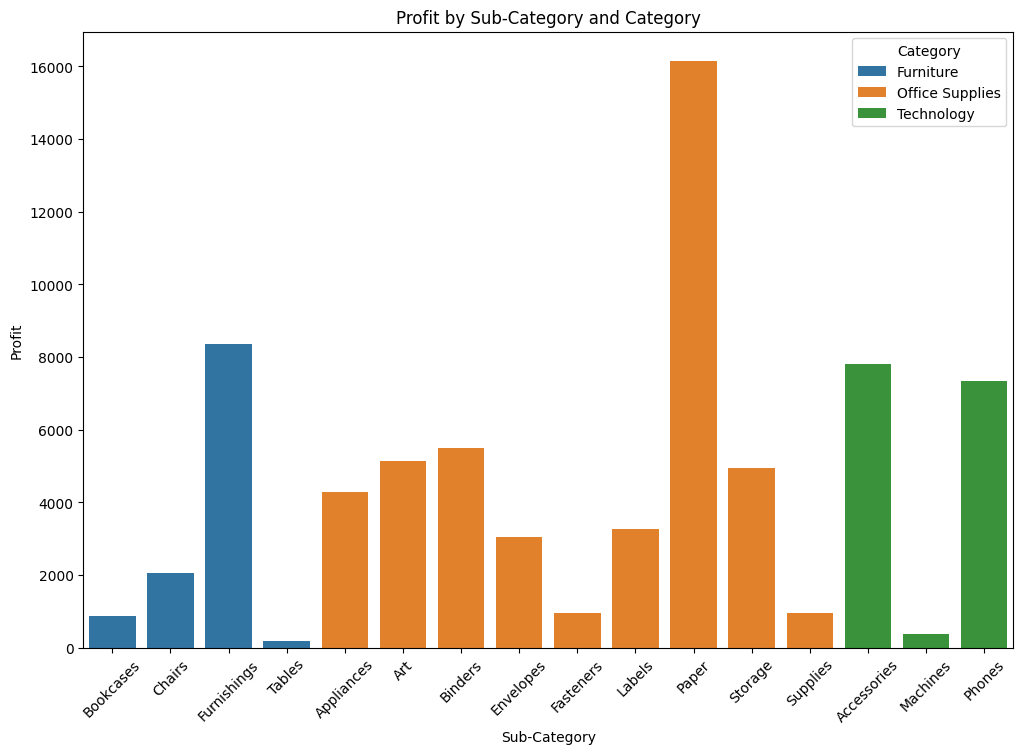 Profit by Sub-Category and Category
Category
Furniture
Office Supplies
Technology
Profit
16000
14000
12000
10000
8000
6000
4000
2000
0
Bookcases
Chairs
Furnishings
Tables
Appliances
Art
Binders
Envelopes
Fasteners
Labels
Paper
Storage
Supplies
Accessories
Machines
Phones
Sub-Category